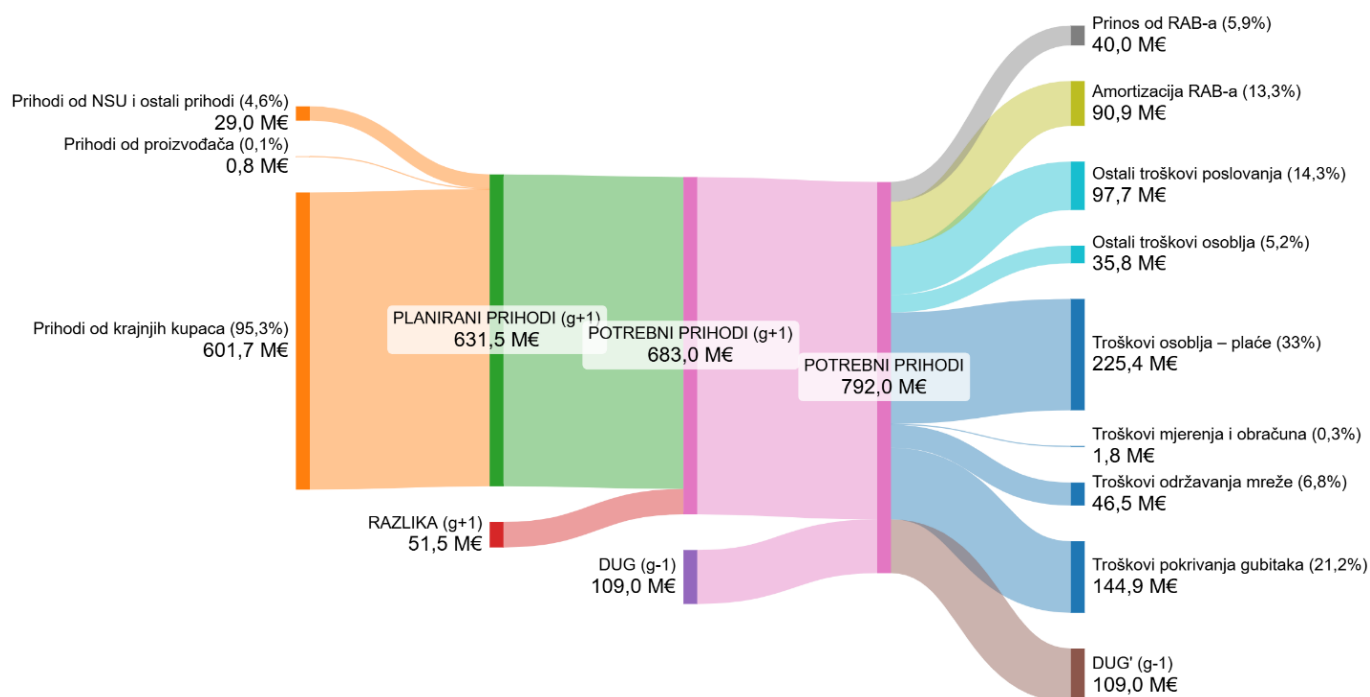 Prihodi od NSU i ostali prihodi (4,6%)
29,0 M€
Prihodi od proizvođača (0,1%)
0,8 M€
Prihodi od krajnjih kupaca (95,3%)
601,7 M€
PLANIRANI PRIHODI (g+1)
631,5 M€
RAZLIKA (g+1)
51,5 M€
POTREBNI PRIHODI (g+1)
683,0 M€
DUG (g-1)
109,0 M€
POTREBNI PRIHODI
792,0 M€
Prinos od RAB-a (5,9%)
40,0 M€
Amortizacija RAB-a (13,3%)
90,9 M€
Ostali troškovi poslovanja (14,3%)
97,7 M€
Ostali troškovi osoblja (5,2%)
35,8 M€
Troškovi osoblja – plaće (33%)
225,4 M€
Troškovi mjerenja i obračuna (0,3%)
1,8 M€
Troškovi održavanja mreže (6,8%)
46,5 M€
Troškovi pokrivanja gubitaka (21,2%)
144,9 M€
DUG' (g-1)
109,0 M€